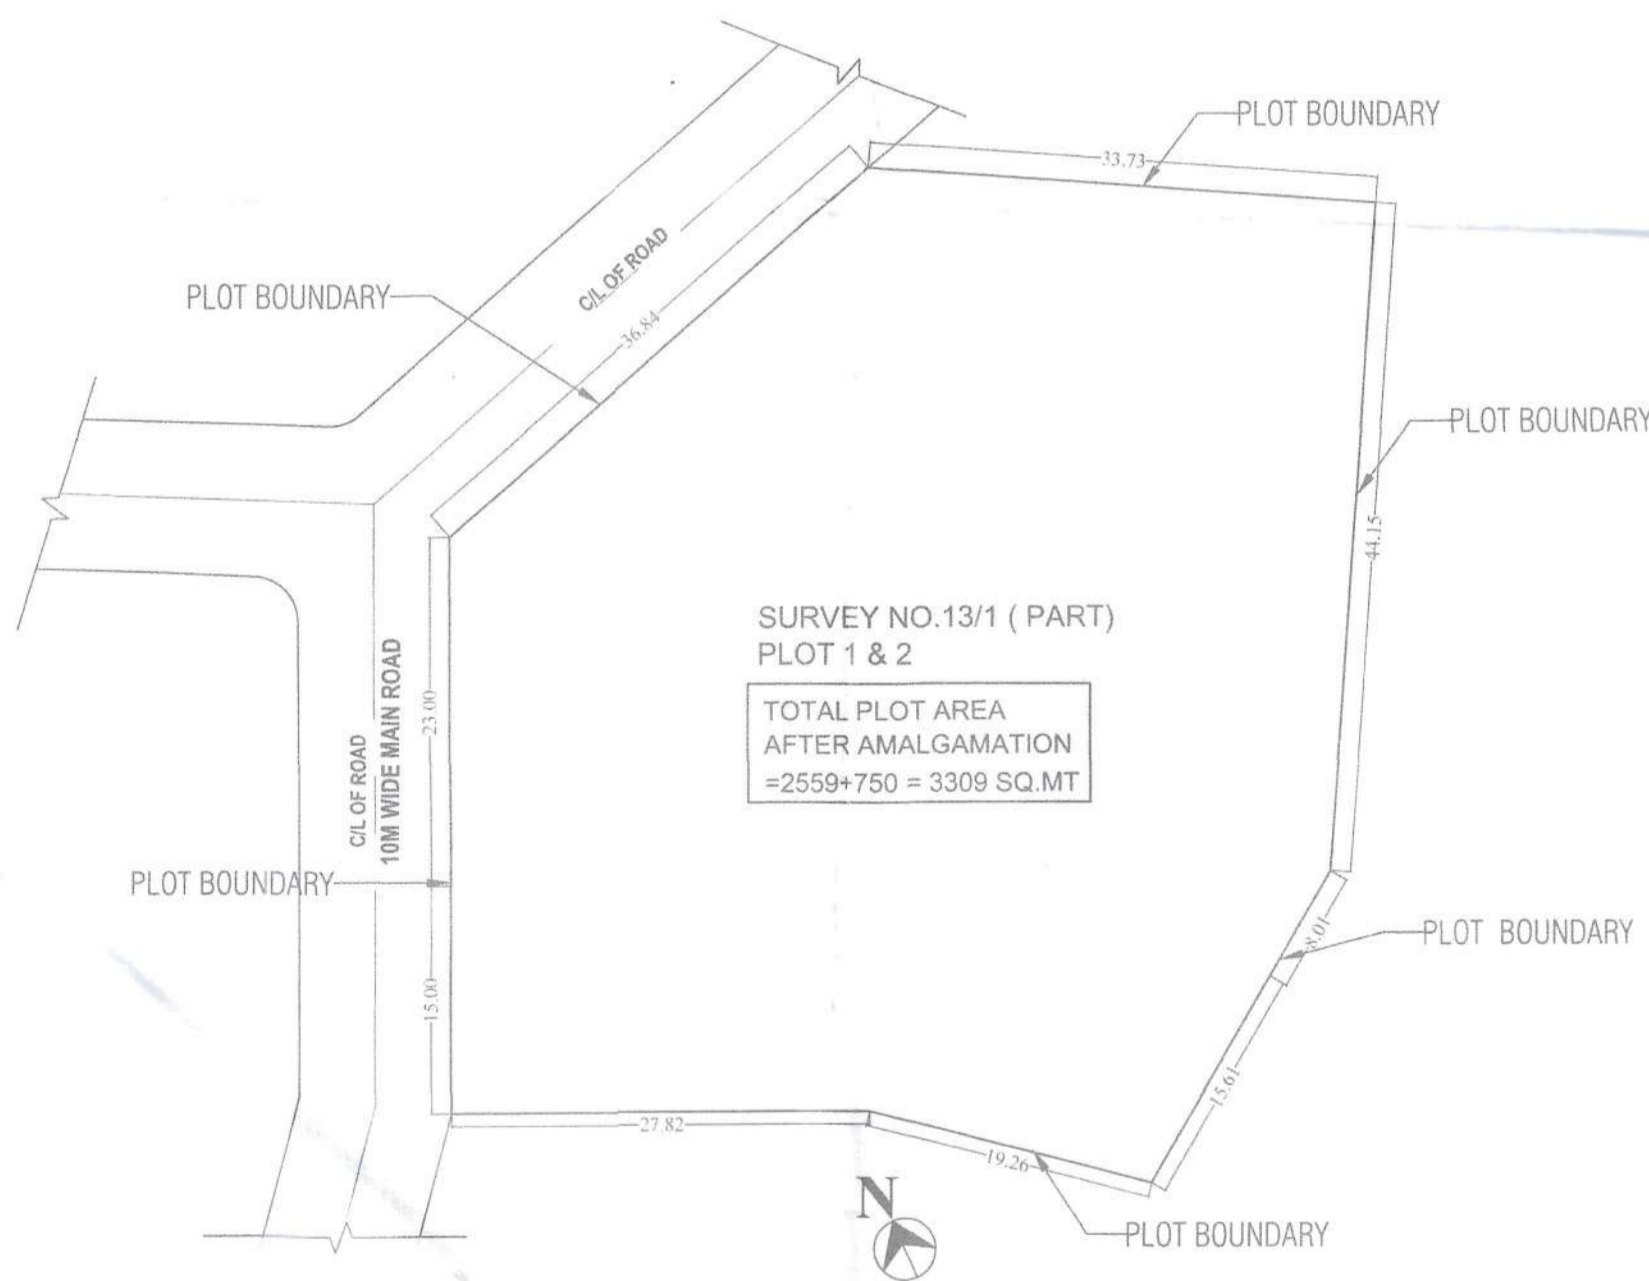 PLOT BOUNDARY
33.73
C/L OF ROAD
PLOT BOUNDARY
36.84
PLOT BOUNDARY
44.15
SURVEY NO.13/1 ( PART)
PLOT 1 & 2
TOTAL PLOT AREA
AFTER AMALGAMATION
=2559+750 = 3309 SQ.MT
23.00
C/L OF ROAD
10M WIDE MAIN ROAD
PLOT BOUNDARY
8.01
PLOT BOUNDARY
15.00
15.61
27.82
19.26
N
PLOT BOUNDARY